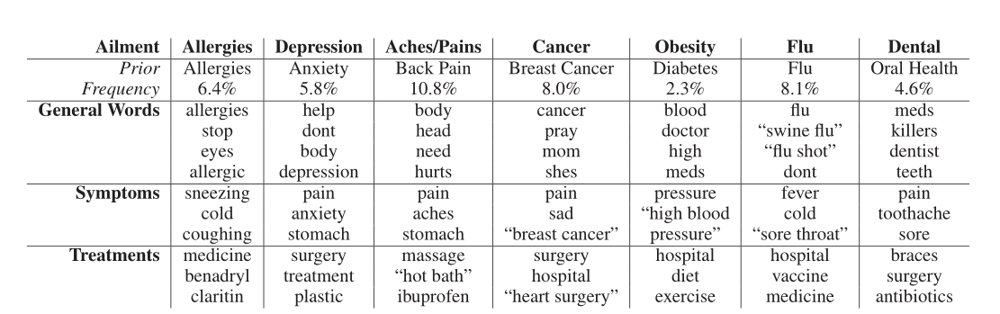 Ailment Allergies Depression Aches/Pains Cancer Obesity Flu Dental
Prior Allergies Anxiety Back Pain Breast Cancer Diabetes Flu Oral Health
Frequency 6.4% 5.8% 10.8% 8.0% 2.3% 8.1% 4.6%
General Words allergies help body cancer blood flu meds
stop dont head pray doctor “swine flu” killers
eyes body need mom high “flu shot” dentist
allergic depression hurts shes meds dont teeth
Symptoms sneezing pain pain pain pressure fever pain
cold anxiety aches sad “high blood cold toothache
coughing stomach stomach “breast cancer” pressure” “sore throat” sore
Treatments medicine surgery massage surgery hospital hospital braces
benadryl treatment “hot bath” hospital diet vaccine surgery
claritin plastic ibuprofen “heart surgery” exercise medicine antibiotics